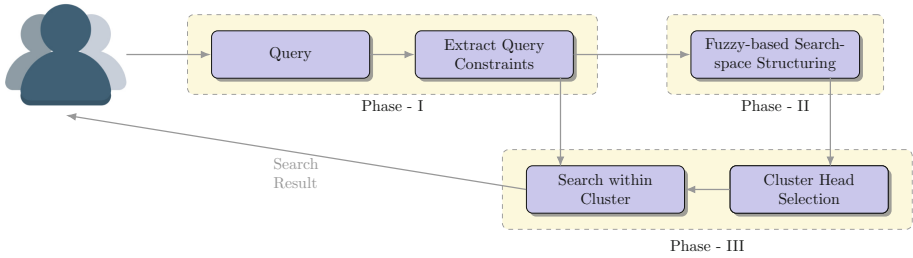 Query
Extract Query
Constraints
Fuzzy-based Search-
space Structuring
Phase - I
Phase - II
Search
Result
Search within
Cluster
Cluster Head
Selection
Phase - III